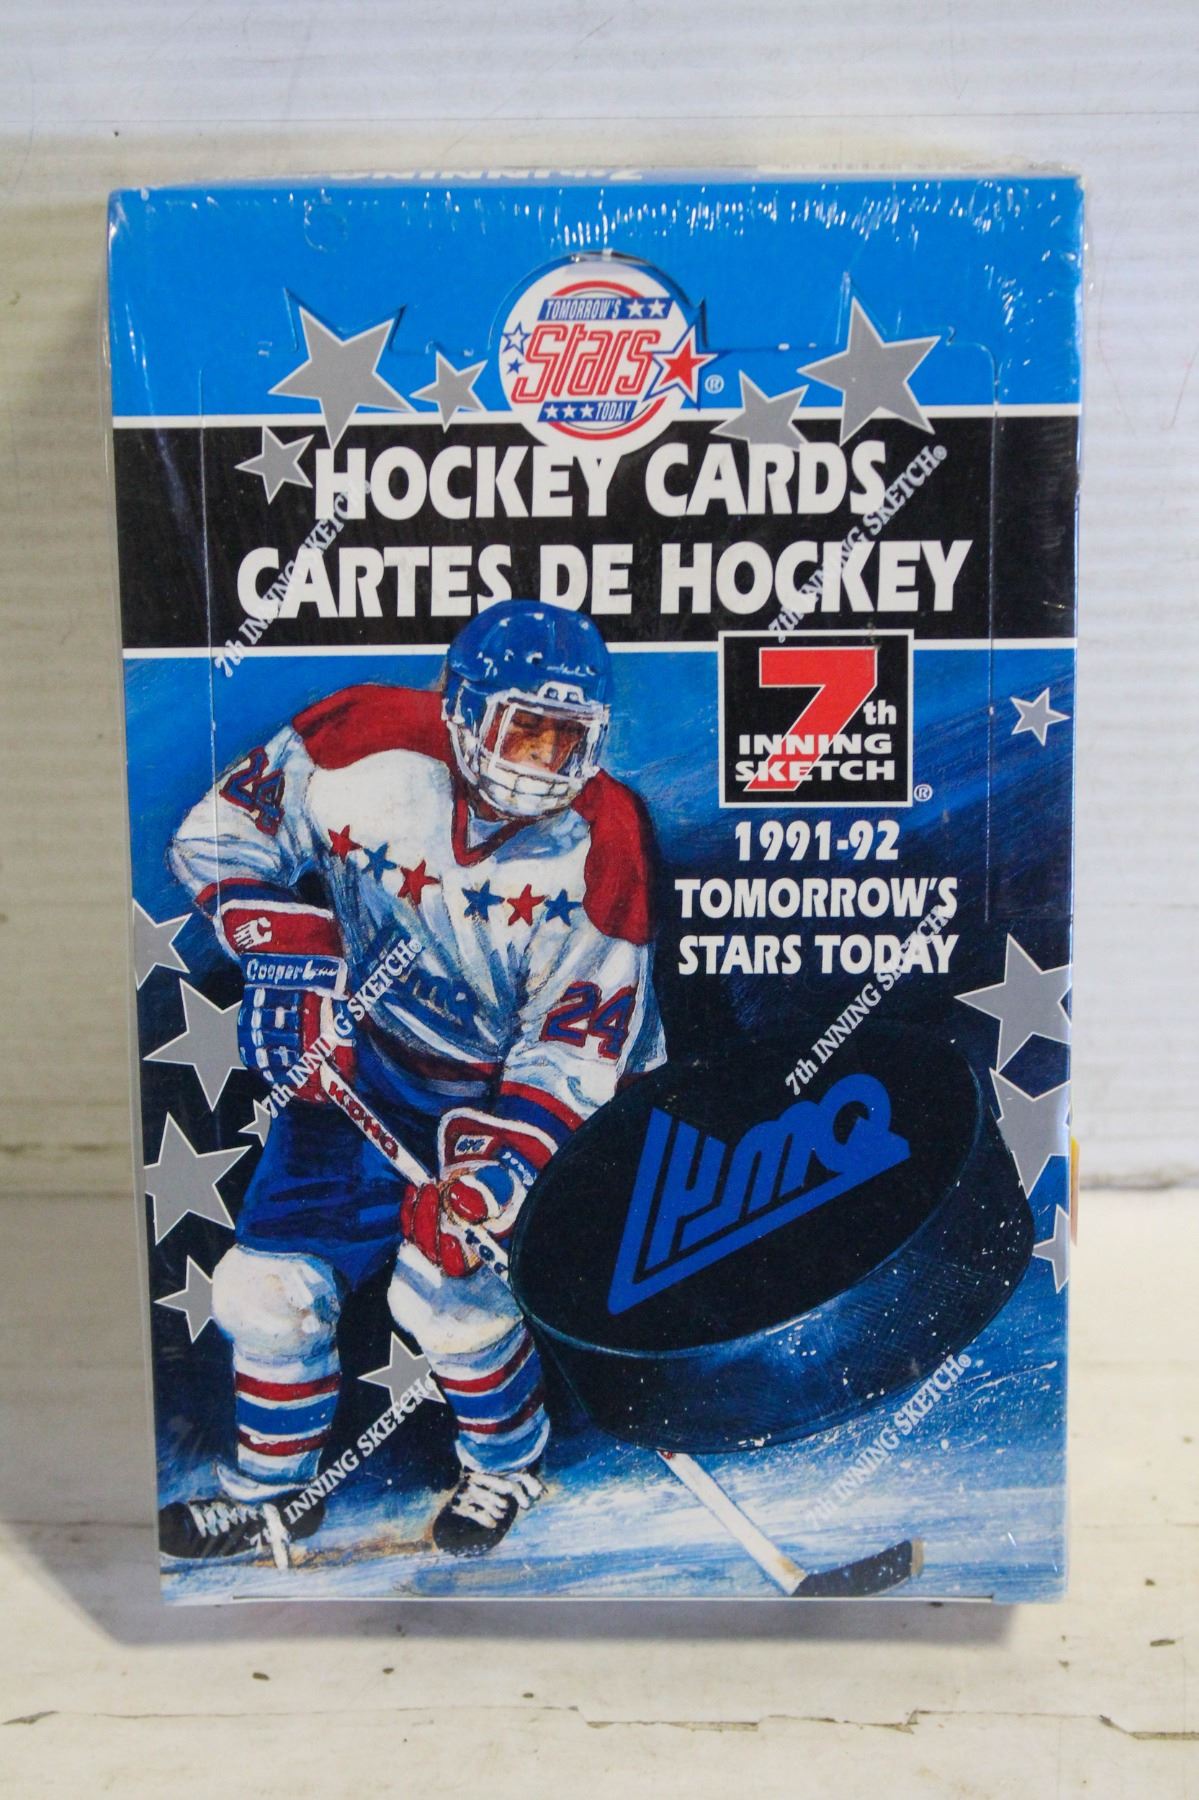 7th INNING
TOMORROW'S
Stars
®
TODAY
HOCKEY CARDS
CARTES DE HOCKEY
7th INNING SKETCH
7th INNING SKETCH®
7th
INNING
SKETCH
®
1991-92
TOMORROW'S
STARS TODAY
24
Cooper
24
7th INNING SKETCH®
7th INNING SKETCH
KOHO
LHJMQ
7th INNING SKETCH®
7th INNING SKETCH®